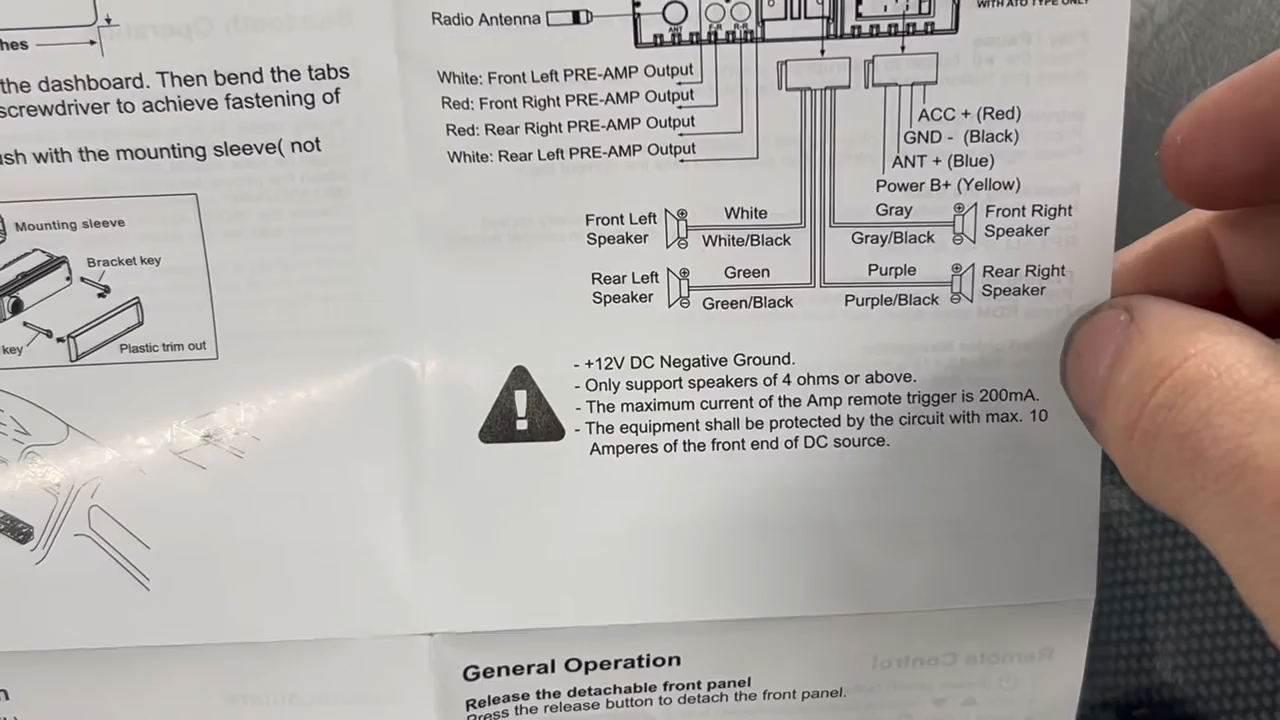 hes
the dashboard. Then bend the tabs
screwdriver to achieve fastening of
ush with the mounting sleeve( not
Mounting sleeve
Bracket key
key
Plastic trim out
WITH ATO TYPE ONLY
Radio Antenna
ANT
F-R
R-R
White: Front Left PRE-AMP Output
Red: Front Right PRE-AMP Output
Red: Rear Right PRE-AMP Output
White: Rear Left PRE-AMP Output
ACC + (Red)
GND - (Black)
ANT + (Blue)
Power B+ (Yellow)
Front Left
Speaker
White
White/Black
Gray
Gray/Black
Front Right
Speaker
Rear Left
Speaker
Green
Green/Black
Purple
Purple/Black
Rear Right
Speaker
- +12V DC Negative Ground.
- Only support speakers of 4 ohms or above.
- The maximum current of the Amp remote trigger is 200mA.
- The equipment shall be protected by the circuit with max. 10
Amperes of the front end of DC source.
General Operation
Release the detachable front panel
Press the release button to detach the front panel.